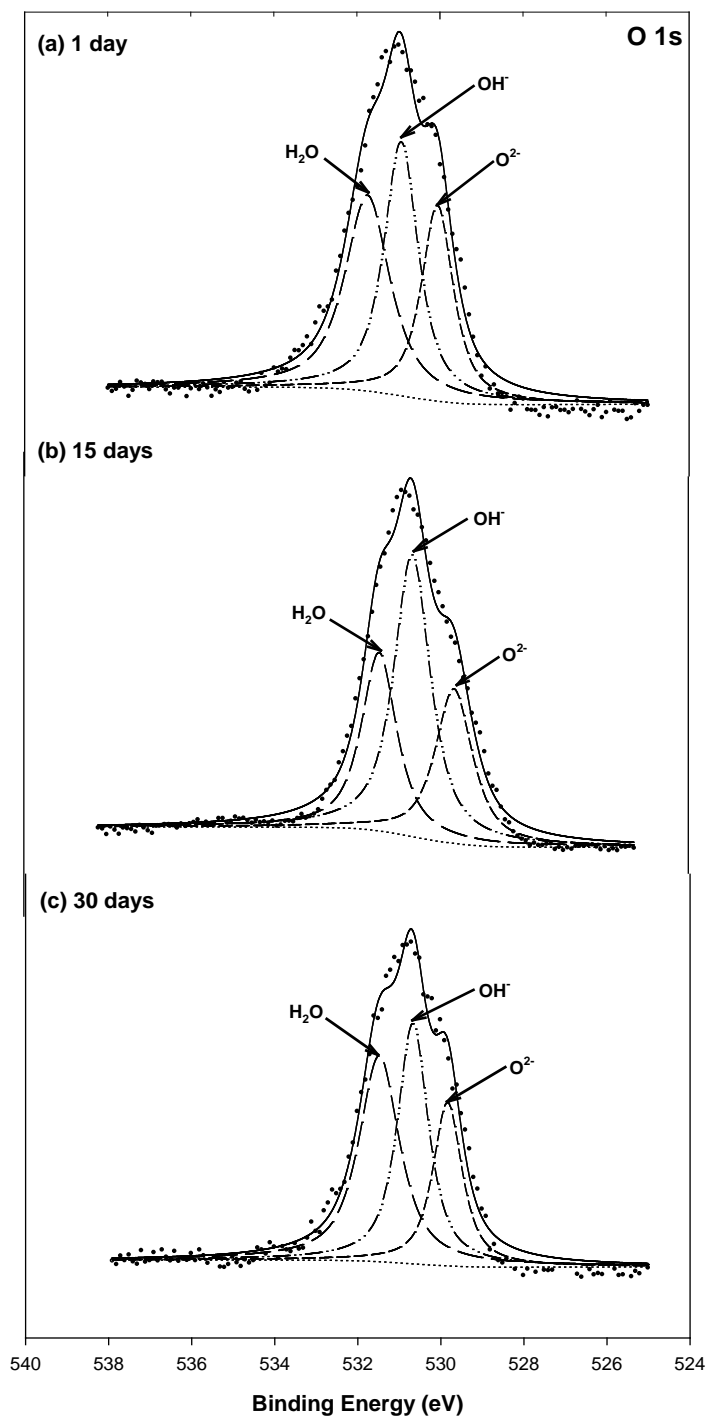 (a) 1 day
O 1s
OH⁻
H₂O
O²⁻
(b) 15 days
OH⁻
H₂O
O²⁻
(c) 30 days
OH⁻
H₂O
O²⁻
540 538 536 534 532 530 528 526 524
Binding Energy (eV)